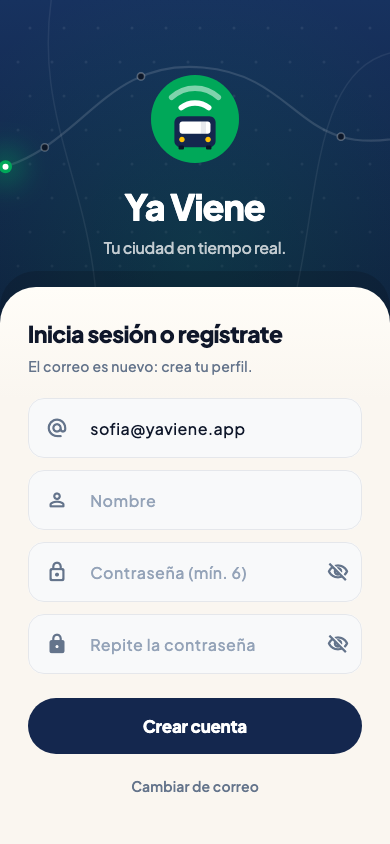 Ya Viene
Tu ciudad en tiempo real.
Inicia sesión o regístrate
El correo es nuevo: crea tu perfil.
sofia@yaviene.app
Nombre
Contraseña (mín. 6)
Repite la contraseña
Crear cuenta
Cambiar de correo